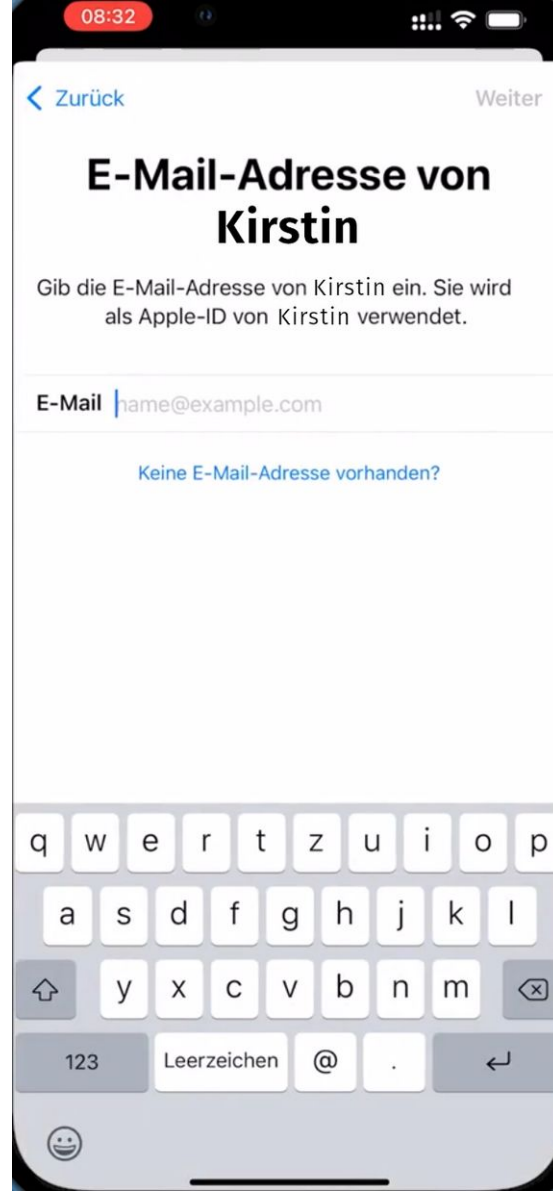 08:32
Zurück
Weiter
E-Mail-Adresse von
Kirstin
Gib die E-Mail-Adresse von Kirstin ein. Sie wird
als Apple-ID von Kirstin verwendet.
E-Mail name@example.com
Keine E-Mail-Adresse vorhanden?
q w e r t z u i o p
a s d f g h j k l
y x c v b n m
123 Leerzeichen @ .